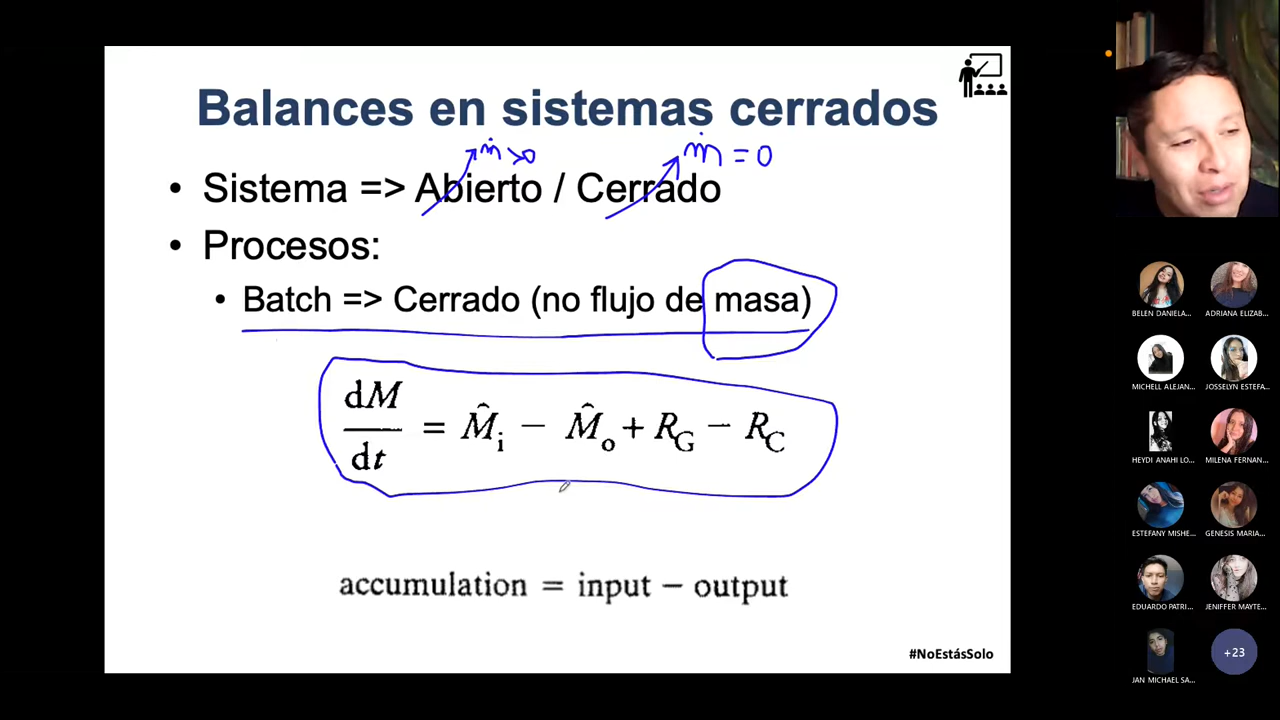 Balances en sistemas cerrados
ṁ >0
ṁ = 0
• Sistema => Abierto / Cerrado
• Procesos:
• Batch => Cerrado (no flujo de masa)
dM/dt = M̂i − M̂o + RG − RC
accumulation = input − output
#NoEstásSolo
BELEN DANIELA...
ADRIANA ELIZAB...
MICHELL ALEJAN...
JOSSELYN ESTEFA...
HEYDI ANAHI LO...
MILENA FERNAN...
ESTEFANY MISHE...
GENESIS MARIA...
EDUARDO PATRI...
JENIFFER MAYTE...
JAN MICHAEL SA...
+23